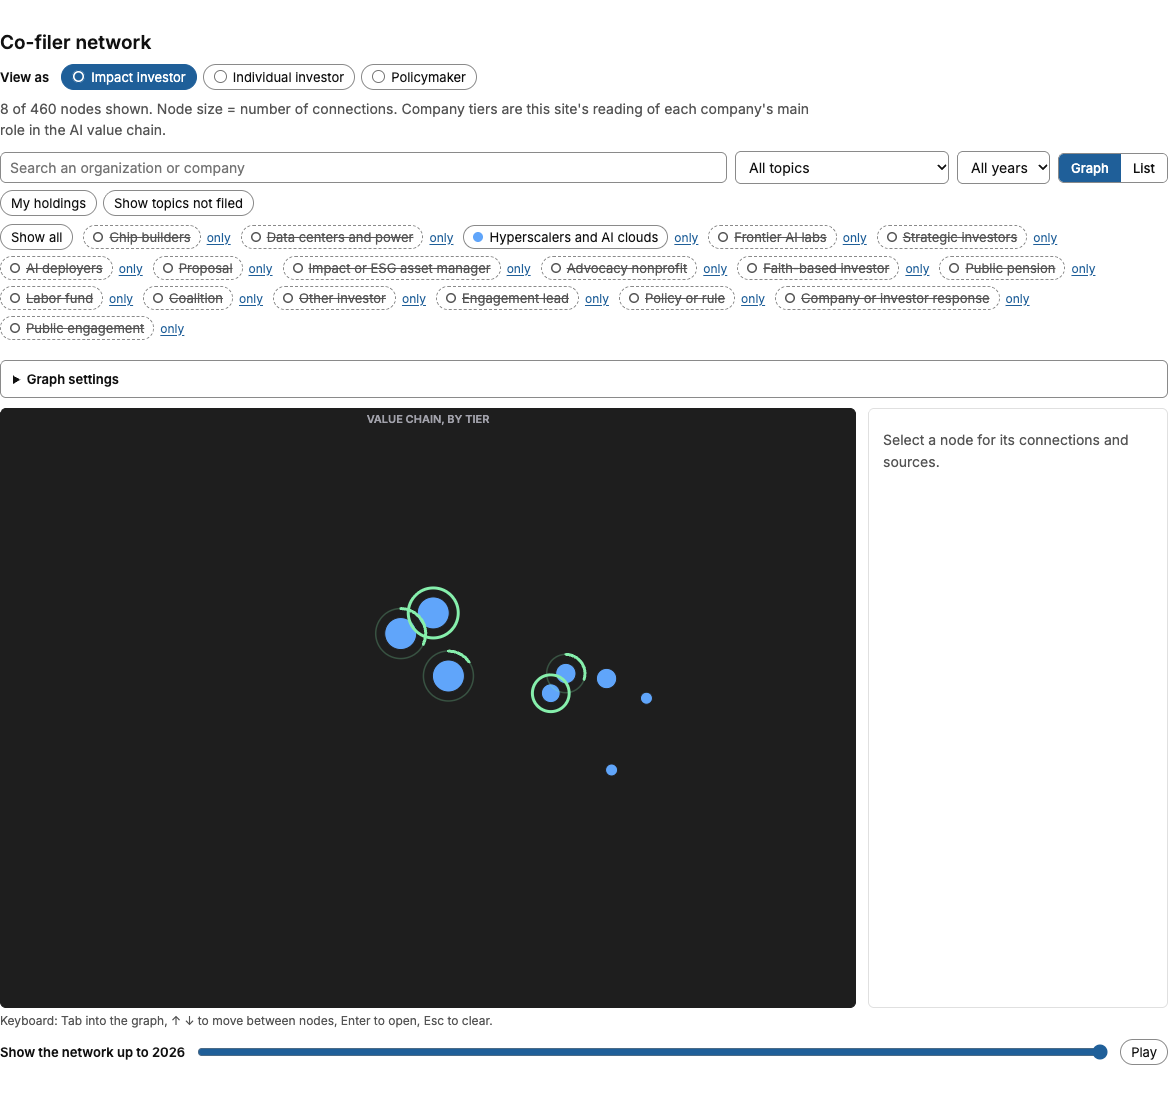 Co-filer network
View as Impact investor Individual investor Policymaker
8 of 460 nodes shown. Node size = number of connections. Company tiers are this site's reading of each company's main
role in the AI value chain.
Search an organization or company All topics All years Graph List
My holdings Show topics not filed
Show all Chip builders only Data centers and power only Hyperscalers and AI clouds only Frontier AI labs only Strategic investors only
AI deployers only Proposal only Impact or ESG asset manager only Advocacy nonprofit only Faith-based investor only Public pension only
Labor fund only Coalition only Other investor only Engagement lead only Policy or rule only Company or investor response only
Public engagement only
Graph settings
VALUE CHAIN, BY TIER
Select a node for its connections and
sources.
Keyboard: Tab into the graph, ↑ ↓ to move between nodes, Enter to open, Esc to clear.
Show the network up to 2026 Play